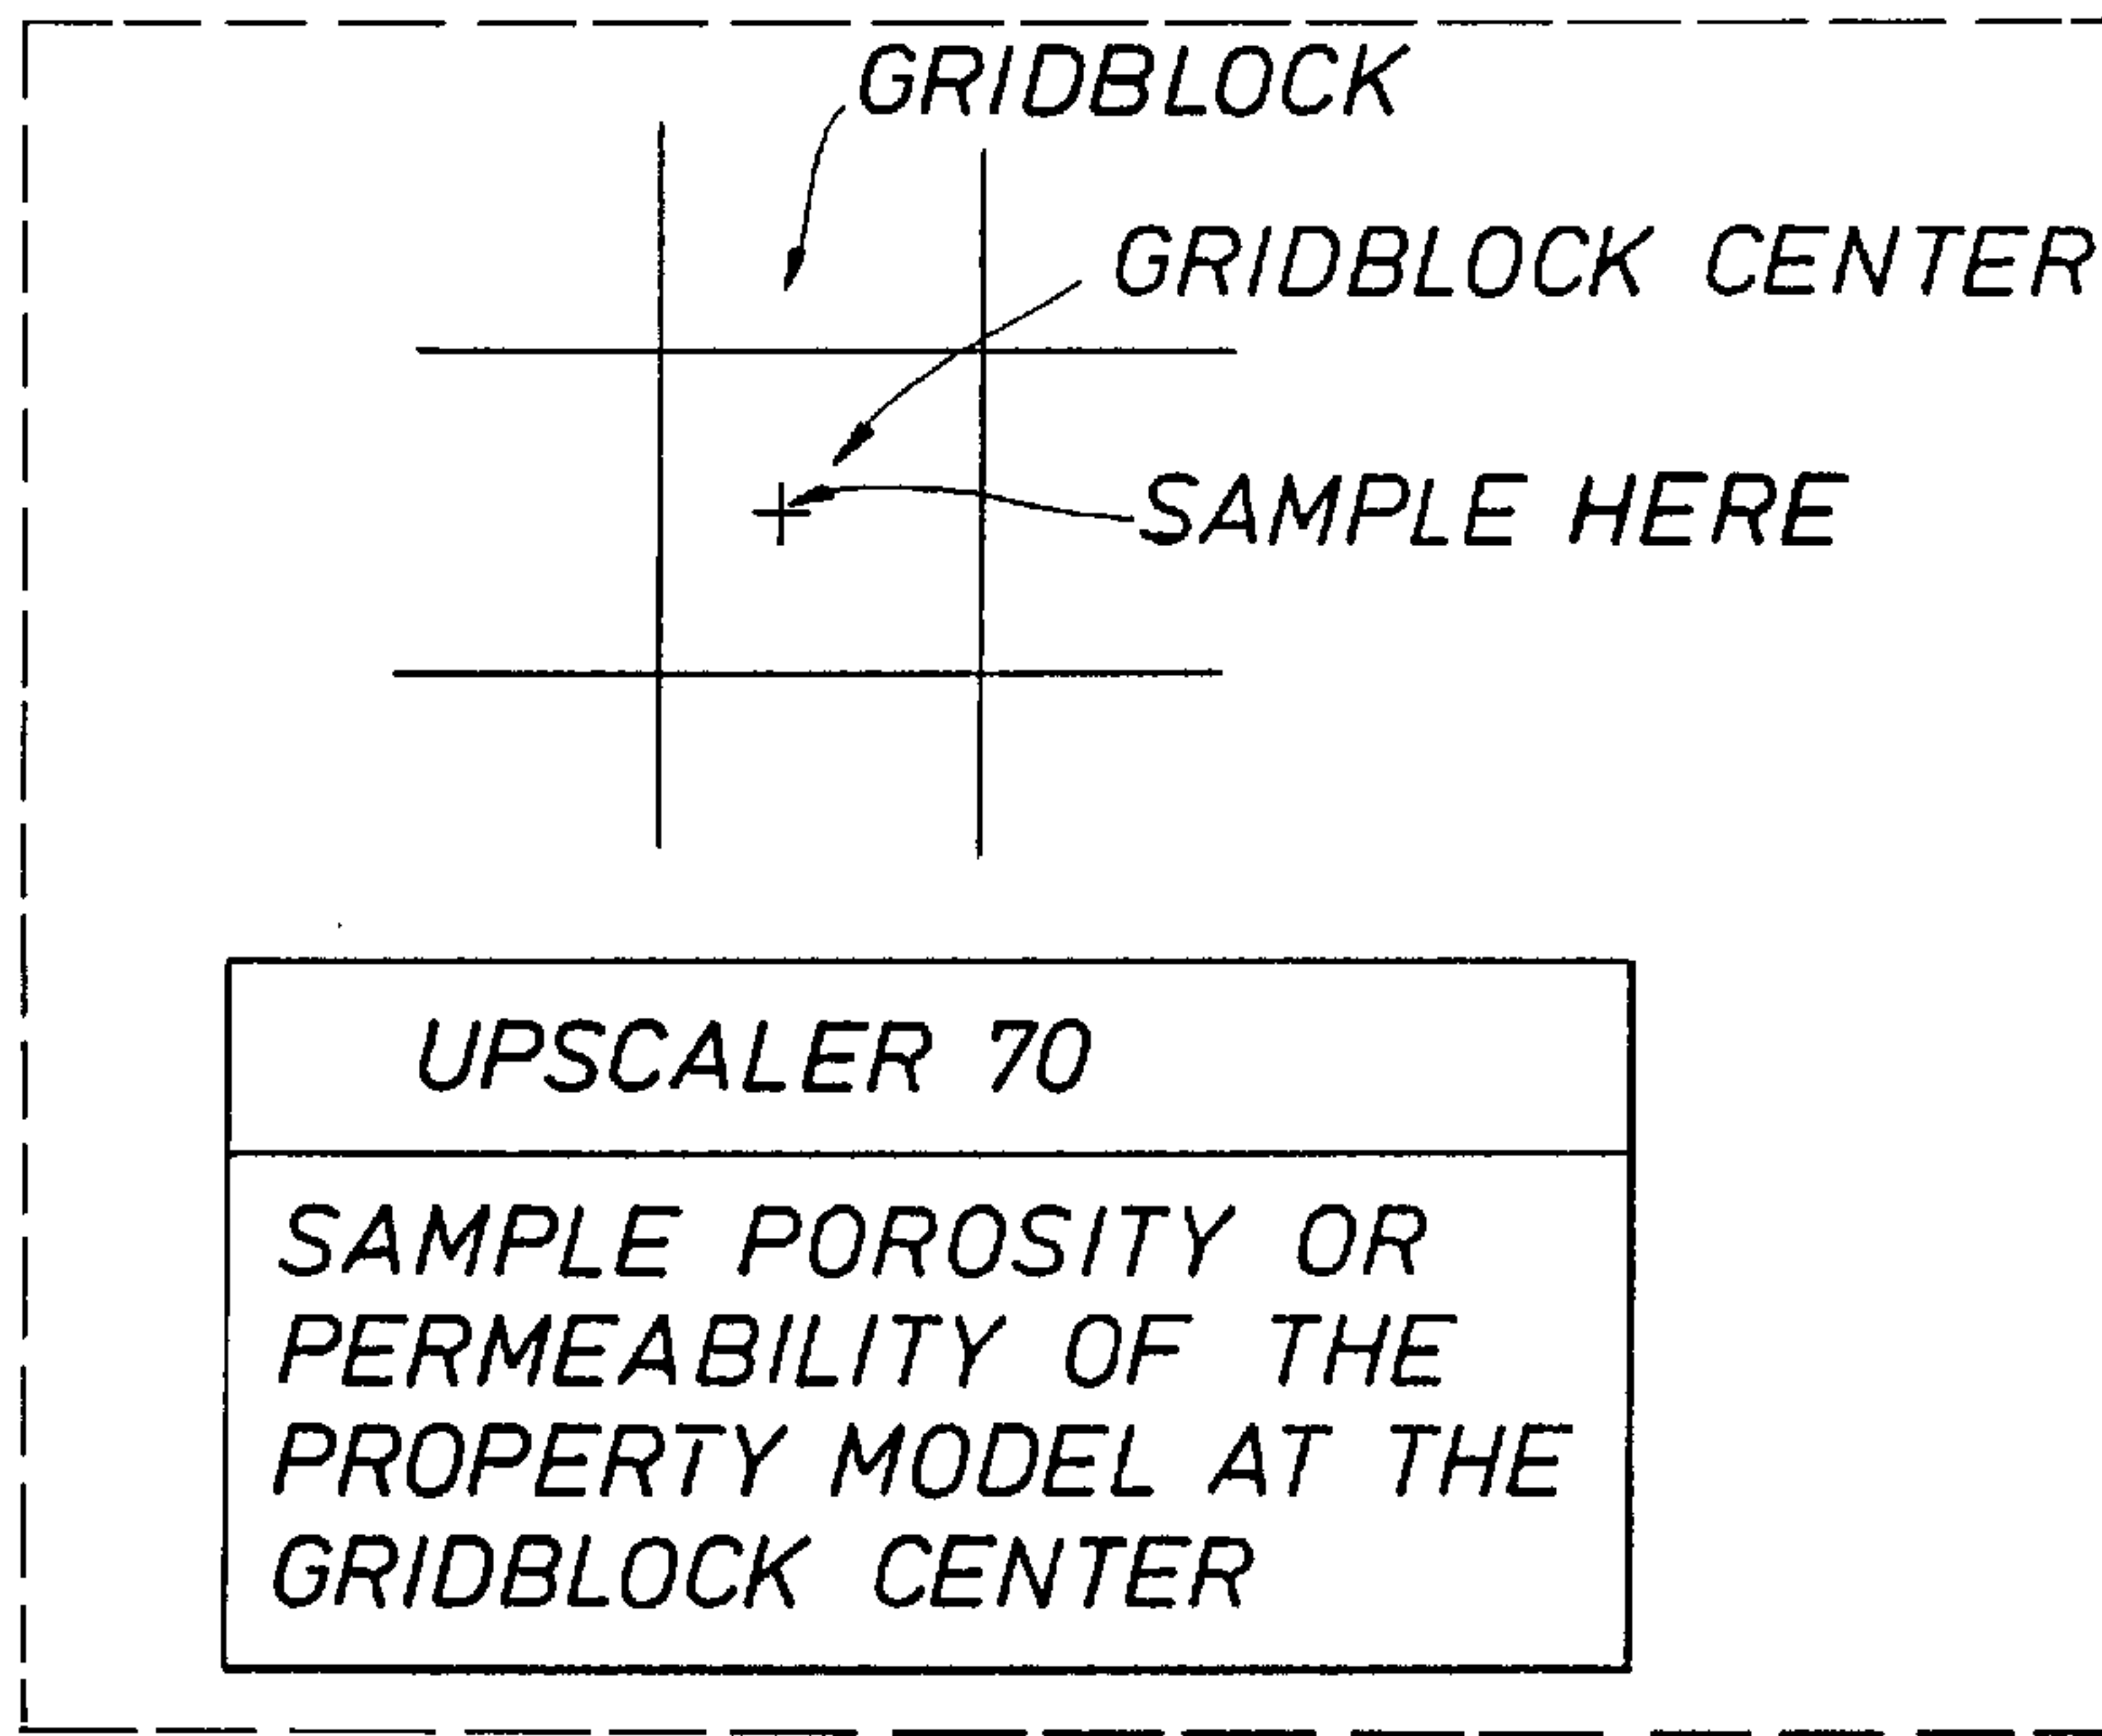 GRIDBLOCK
GRIDBLOCK CENTER
SAMPLE HERE
UPSCALER 70
SAMPLE POROSITY OR
PERMEABILITY OF THE
PROPERTY MODEL AT THE
GRIDBLOCK CENTER